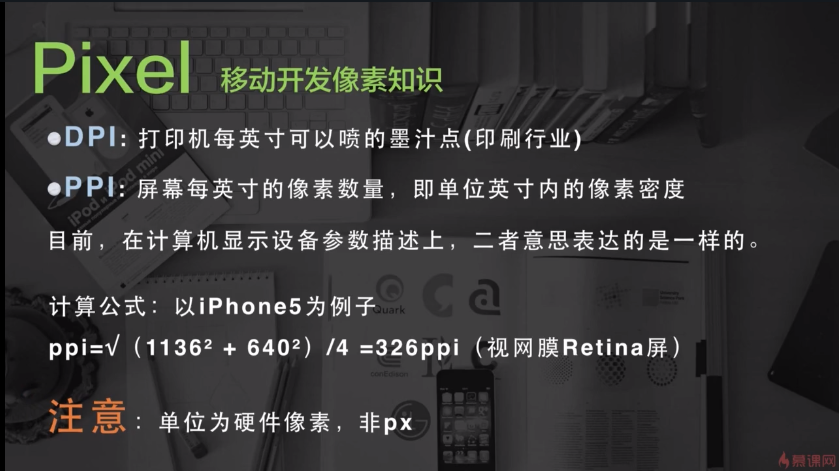 Pixel 移动开发像素知识
●DPI: 打印机每英寸可以喷的墨汁点(印刷行业)
●PPI: 屏幕每英寸的像素数量，即单位英寸内的像素密度
目前，在计算机显示设备参数描述上，二者意思表达的是一样的。
计算公式：以iPhone5为例子
ppi=√（1136² + 640²）/4 =326ppi（视网膜Retina屏）
注意：单位为硬件像素，非px
iPod mini
Quark
a
慕课网